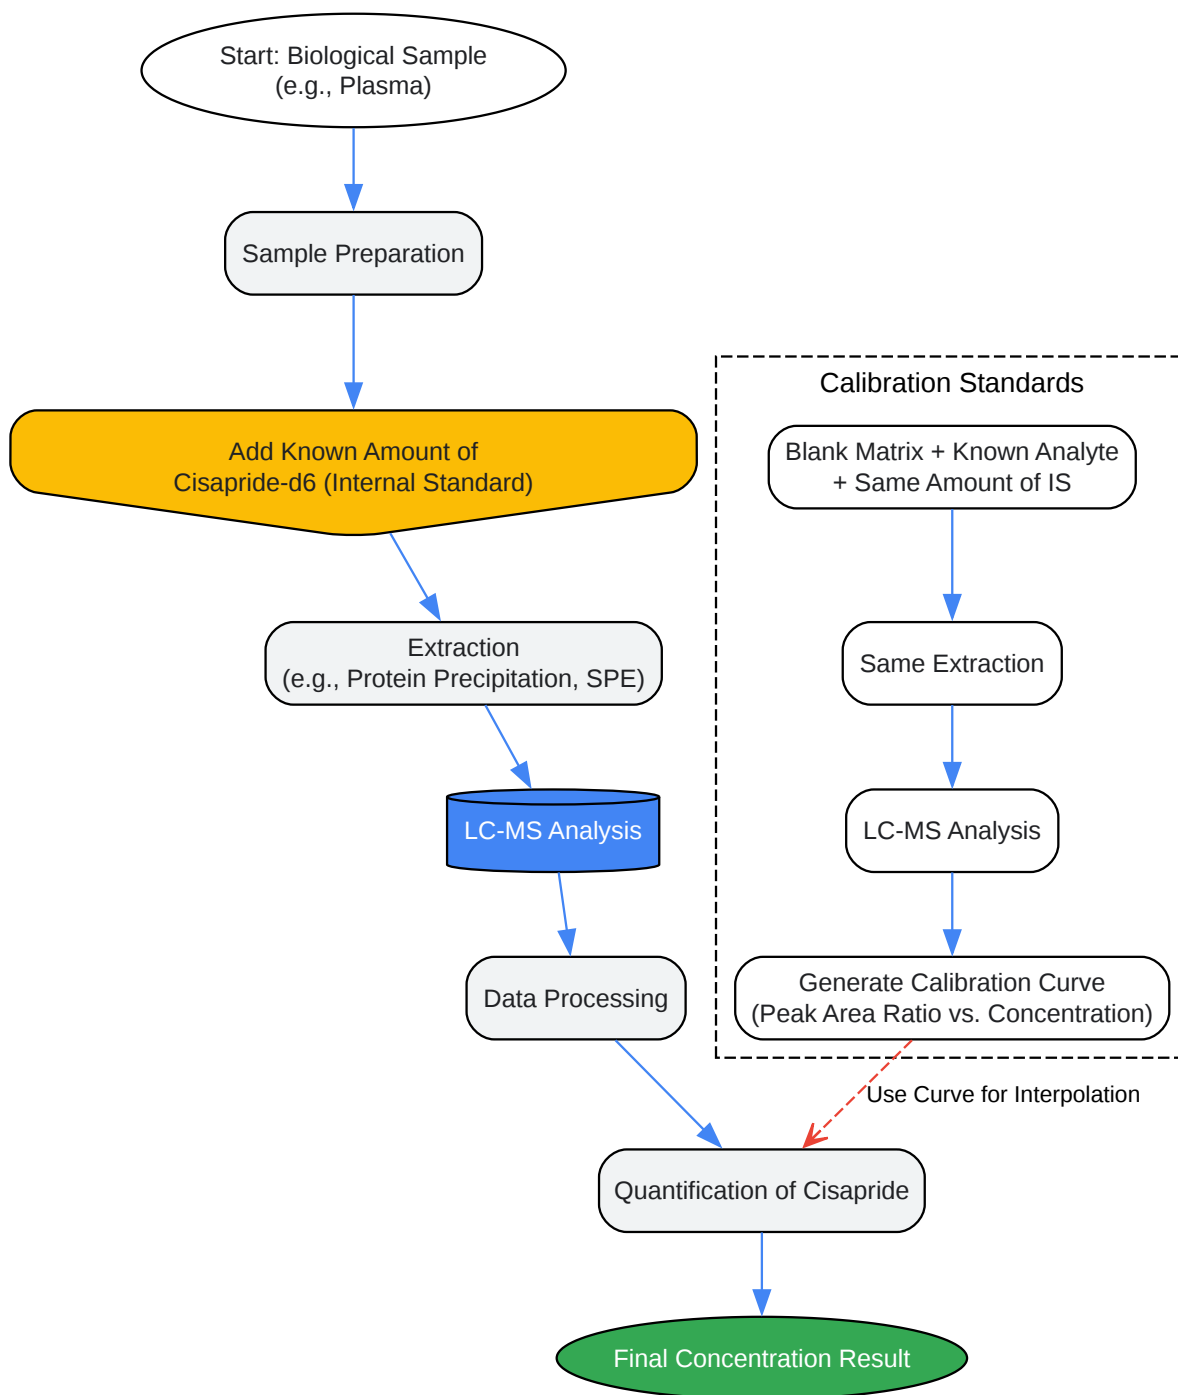 Start: Biological Sample
(e.g., Plasma)
Sample Preparation
Add Known Amount of
Cisapride-d6 (Internal Standard)
Extraction
(e.g., Protein Precipitation, SPE)
LC-MS Analysis
Data Processing
Calibration Standards
Blank Matrix + Known Analyte
+ Same Amount of IS
Same Extraction
LC-MS Analysis
Generate Calibration Curve
(Peak Area Ratio vs. Concentration)
Use Curve for Interpolation
Quantification of Cisapride
Final Concentration Result